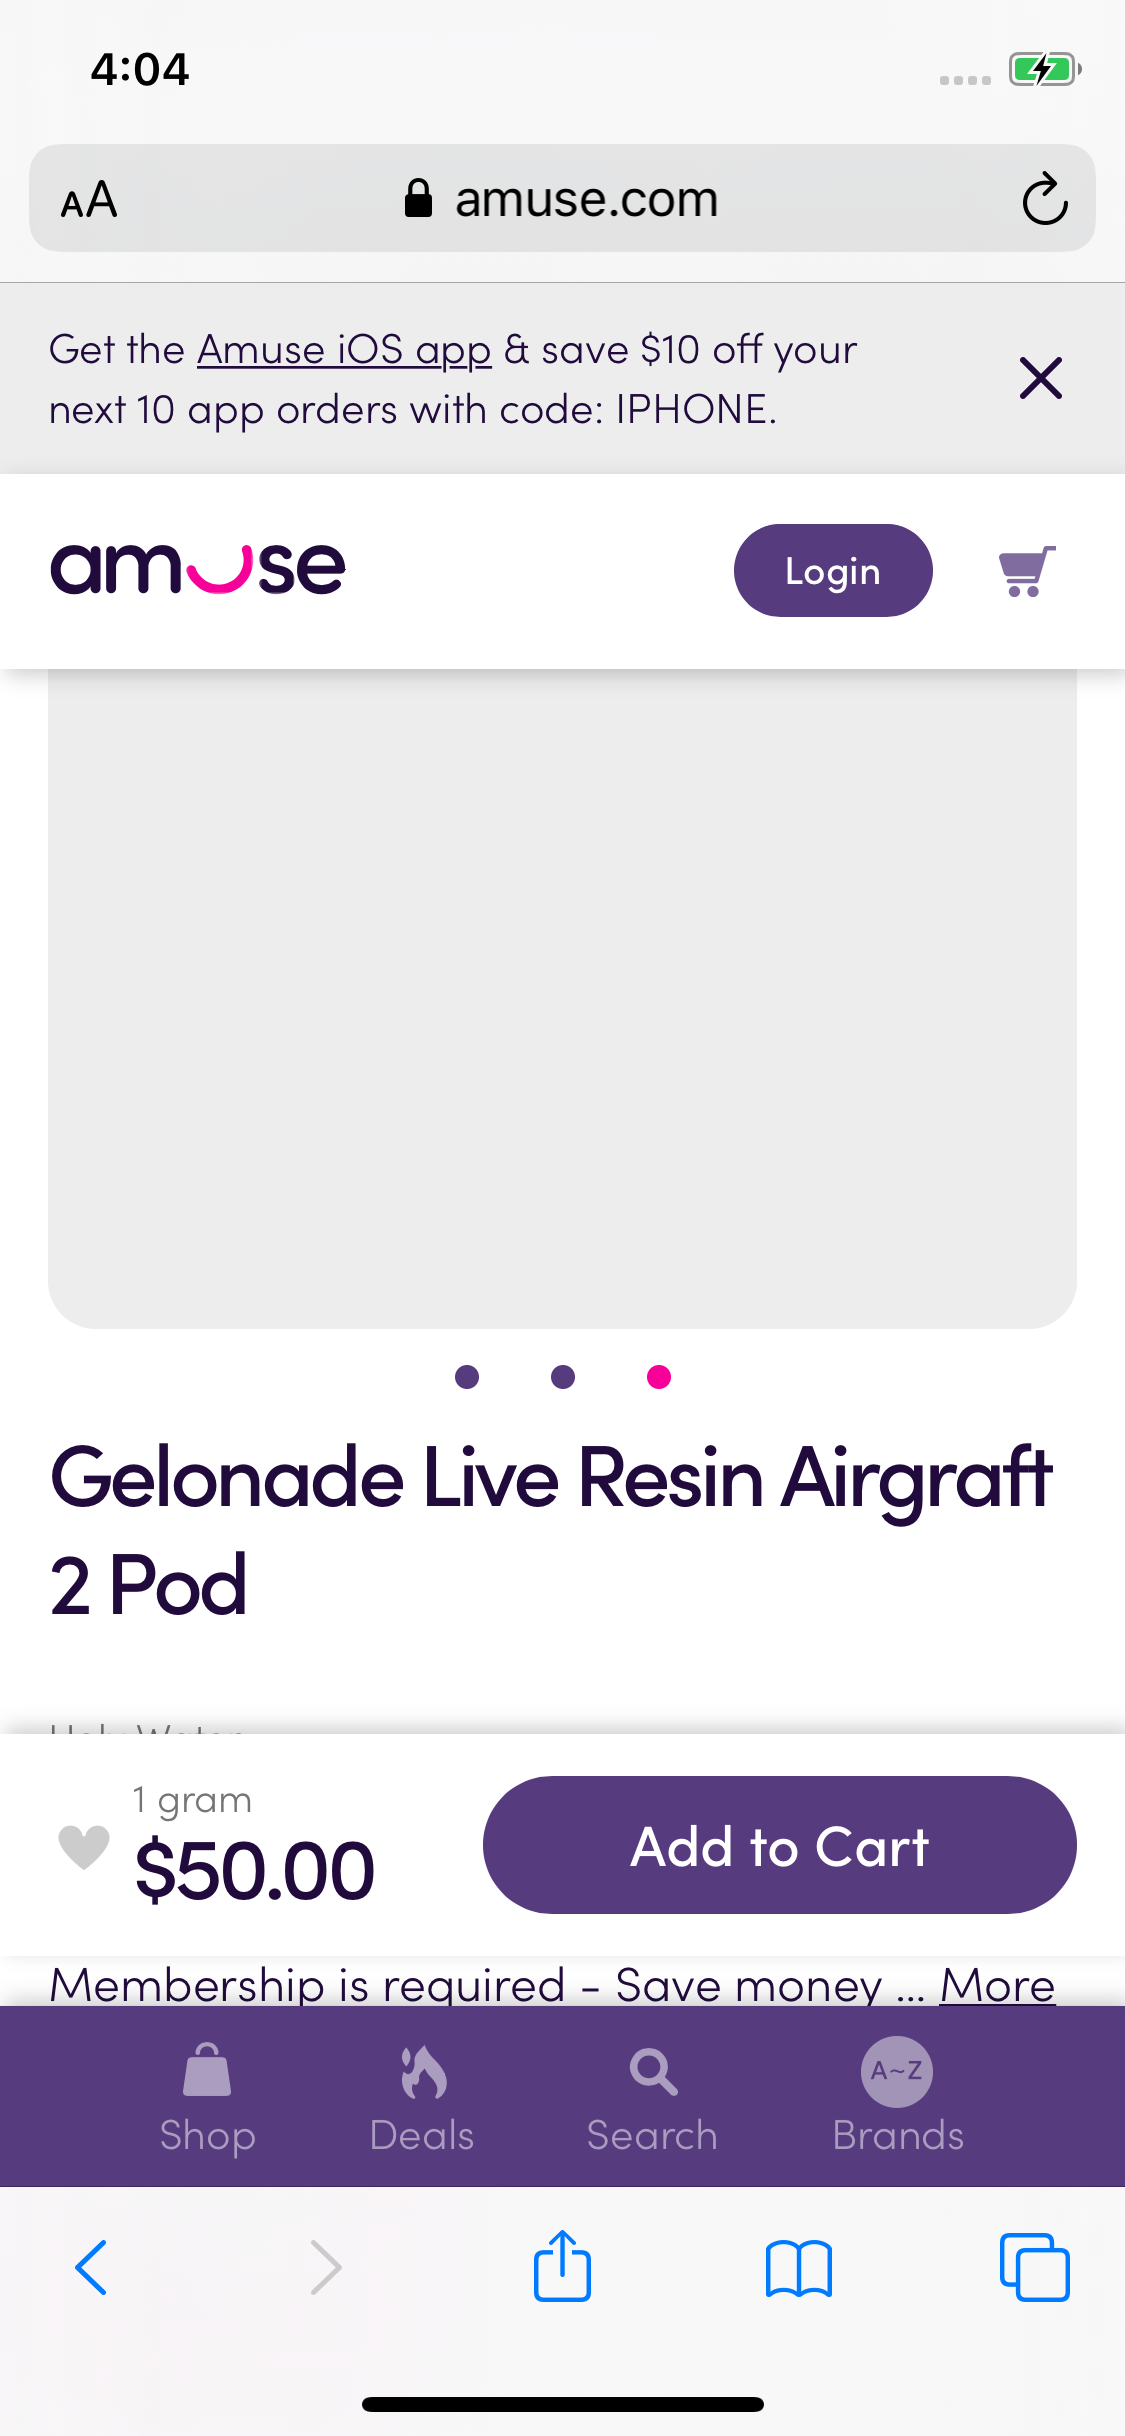 4:04
AA
amuse.com
Get the Amuse iOS app & save $10 off your
next 10 app orders with code: IPHONE.
amuse
Login
Gelonade Live Resin Airgraft
2 Pod
1 gram
$50.00
Add to Cart
Membership is required - Save money ... More
A~Z
Shop
Deals
Search
Brands